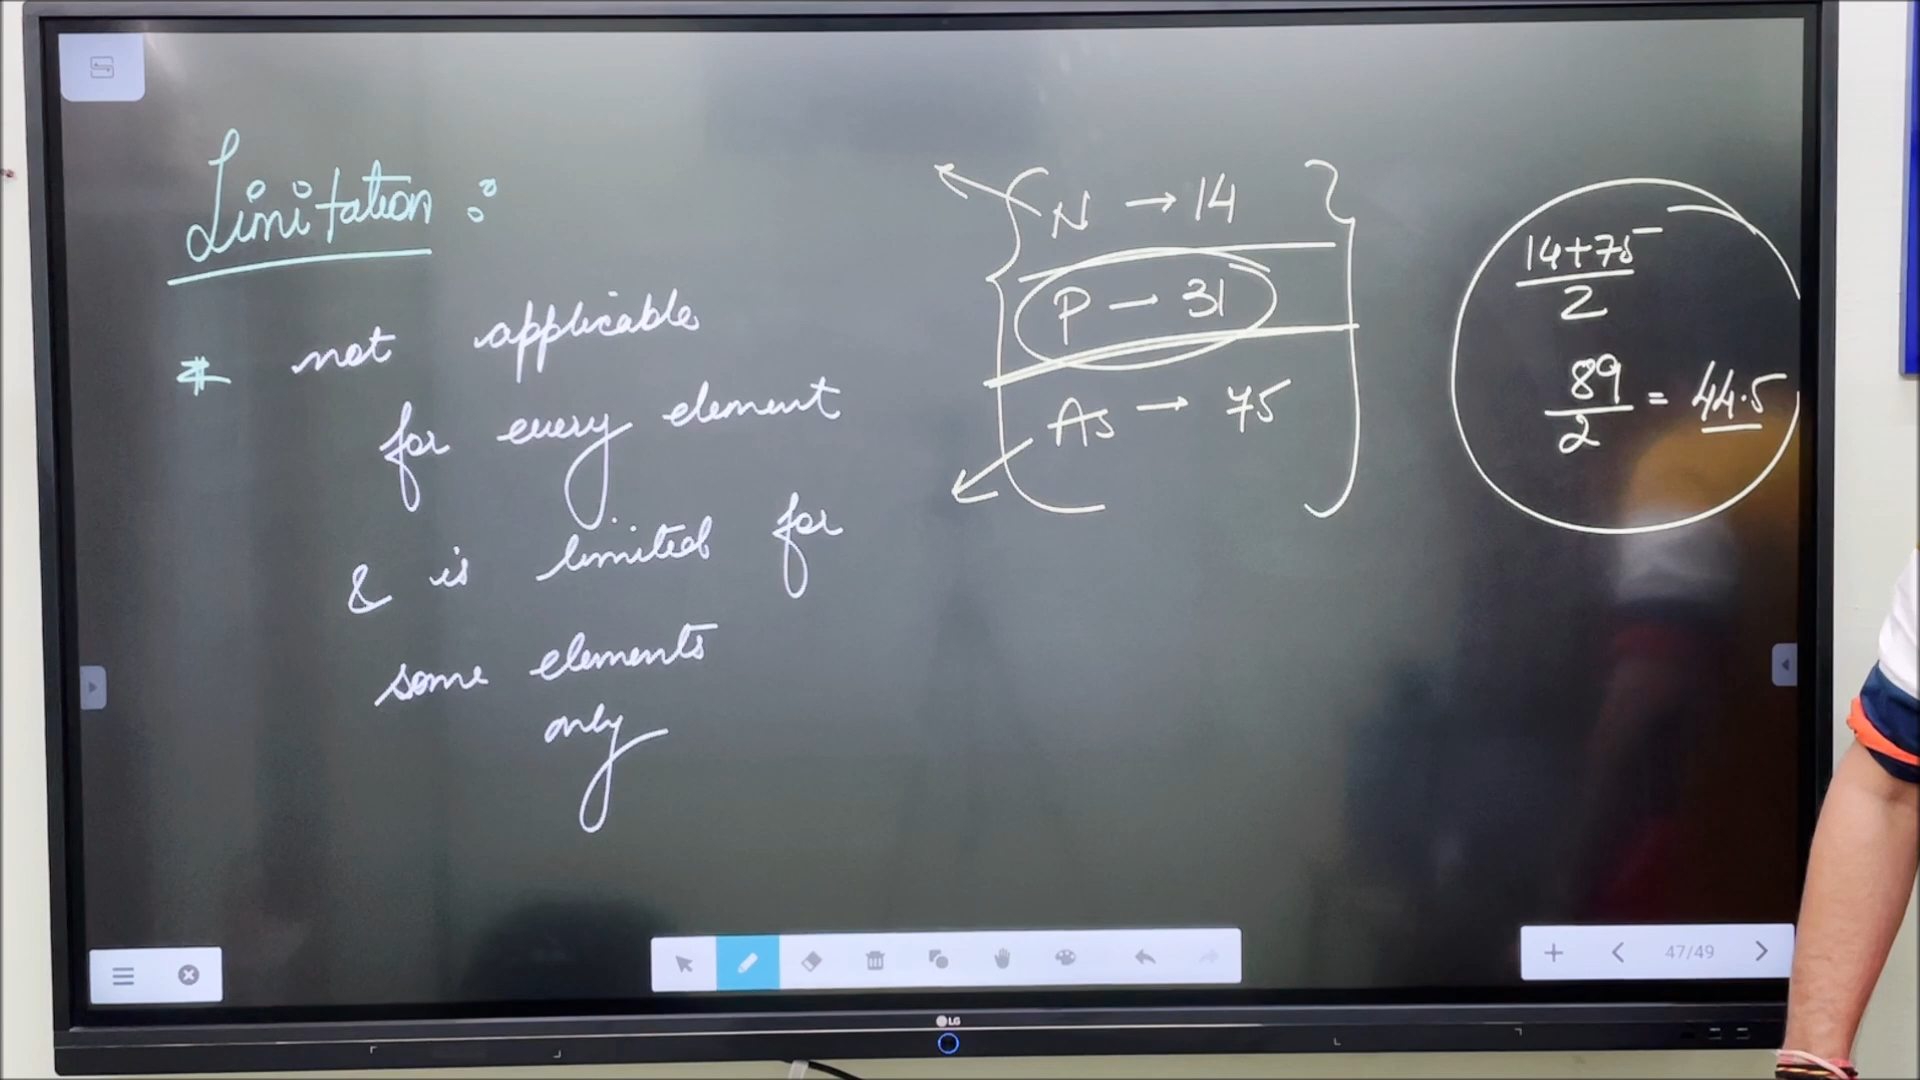 Limitation :
* not applicable
for every element
& is limited for
some elements
only
N → 14
P → 31
As → 75
14+75
2
89
2
= 44.5
47/49
LG